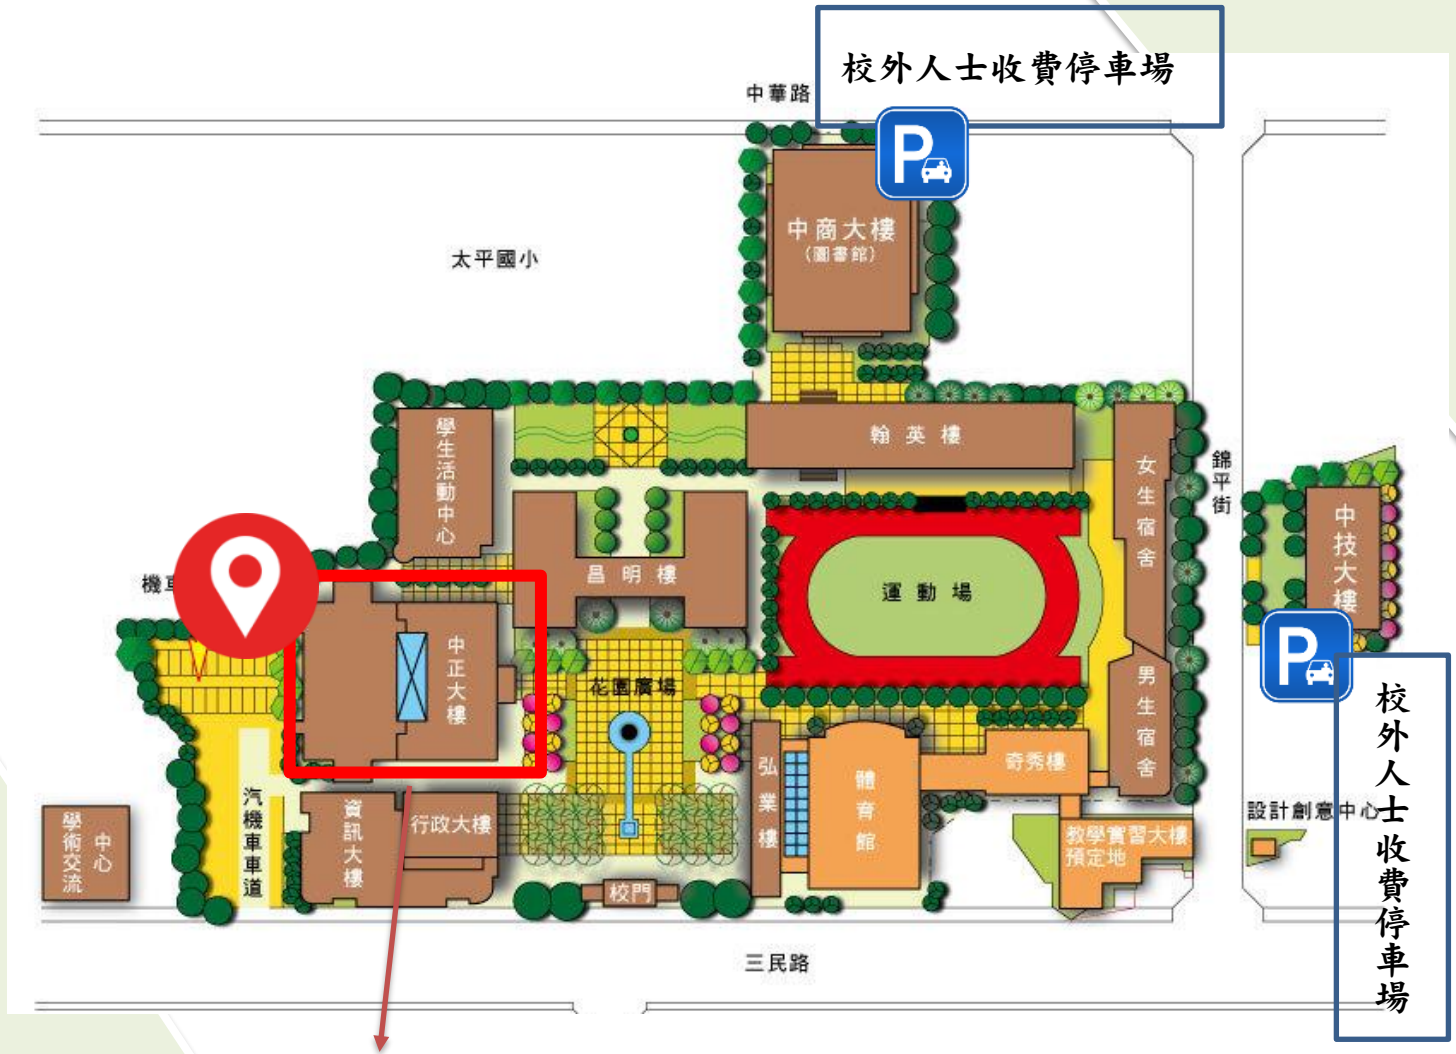 校外人士收費停車場
中華路
P
中商大樓
(圖書館)
太平國小
學生活動中心
翰英樓
女生宿舍
錦平街
中技大樓
昌明樓
運動場
機車
中正大樓
花園廣場
P
男生宿舍
校外人士收費停車場
弘業樓
體育館
奇秀樓
設計創意中心
汽機車車道
資訊大樓
行政大樓
教學實習大樓
預定地
學術交流
中心
校門
三民路